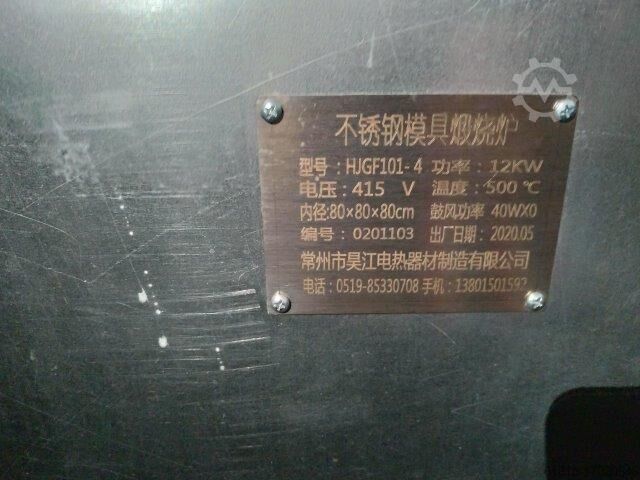 不锈钢模具煅烧炉
型号：HJGF101-4 功率：12KW
电压：415 V 温度：500℃
内径:80×80×80cm 鼓风功率 40WX0
编号：0201103 出厂日期：2020.05
常州市昊江电热器材制造有限公司
电话：0519-85330708 手机：13801501592